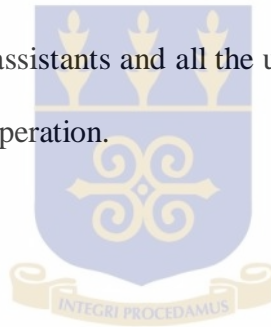 assistants and all the u
peration.
INTEGRI PROCEDAMUS